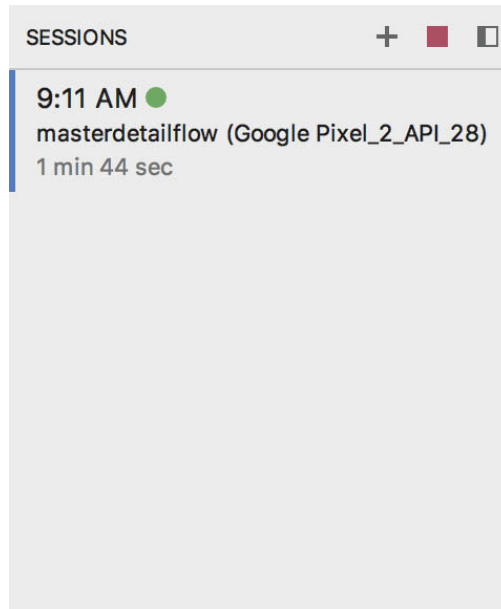 SESSIONS
9:11 AM
masterdetailflow (Google Pixel_2_API_28)
1 min 44 sec